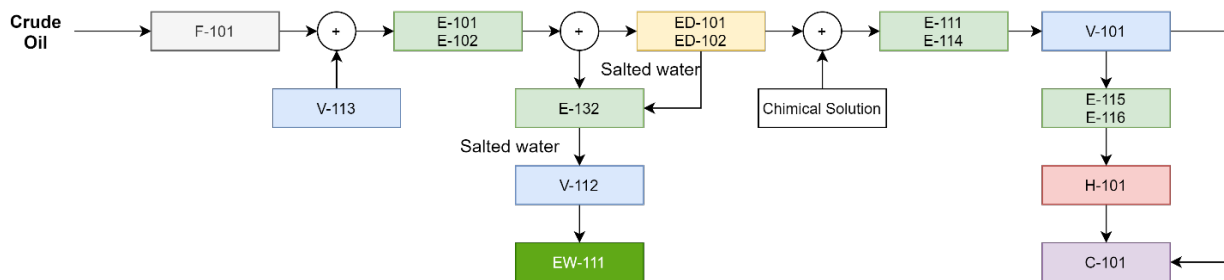 Crude
Oil
F-101
+
E-101
E-102
+
ED-101
ED-102
+
E-111
E-114
V-101
Salted water
V-113
E-132
Chimical Solution
E-115
E-116
Salted water
V-112
H-101
EW-111
C-101